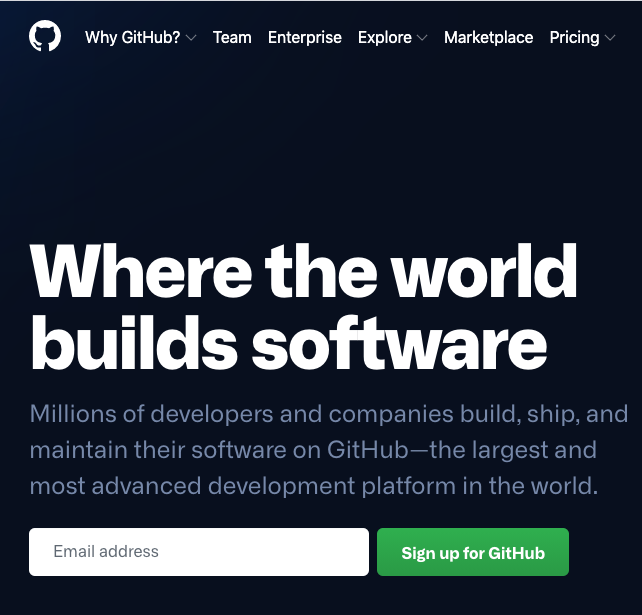 Why GitHub? Team Enterprise Explore Marketplace Pricing
Where the world
builds software
Millions of developers and companies build, ship, and
maintain their software on GitHub—the largest and
most advanced development platform in the world.
Email address Sign up for GitHub